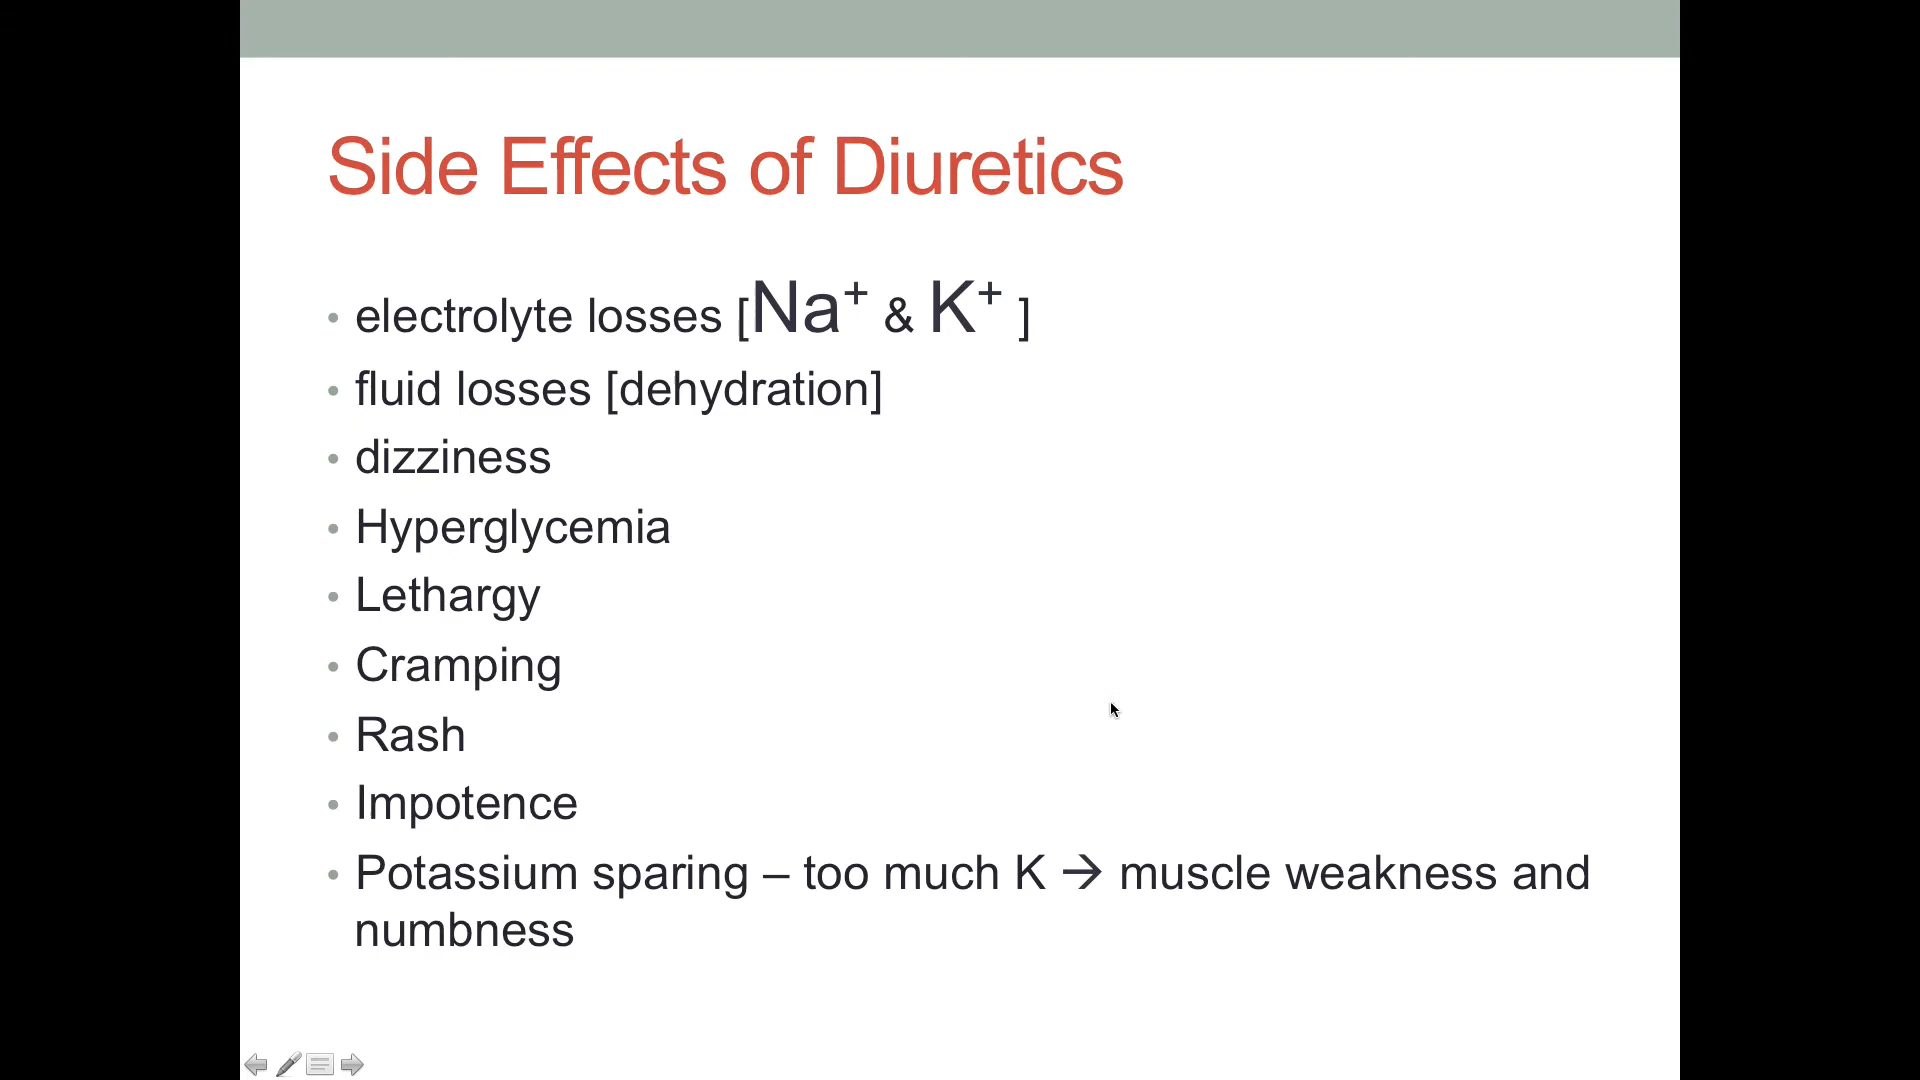 Side Effects of Diuretics
• electrolyte losses [Na⁺ & K⁺ ]
• fluid losses [dehydration]
• dizziness
• Hyperglycemia
• Lethargy
• Cramping
• Rash
• Impotence
• Potassium sparing – too much K → muscle weakness and
numbness